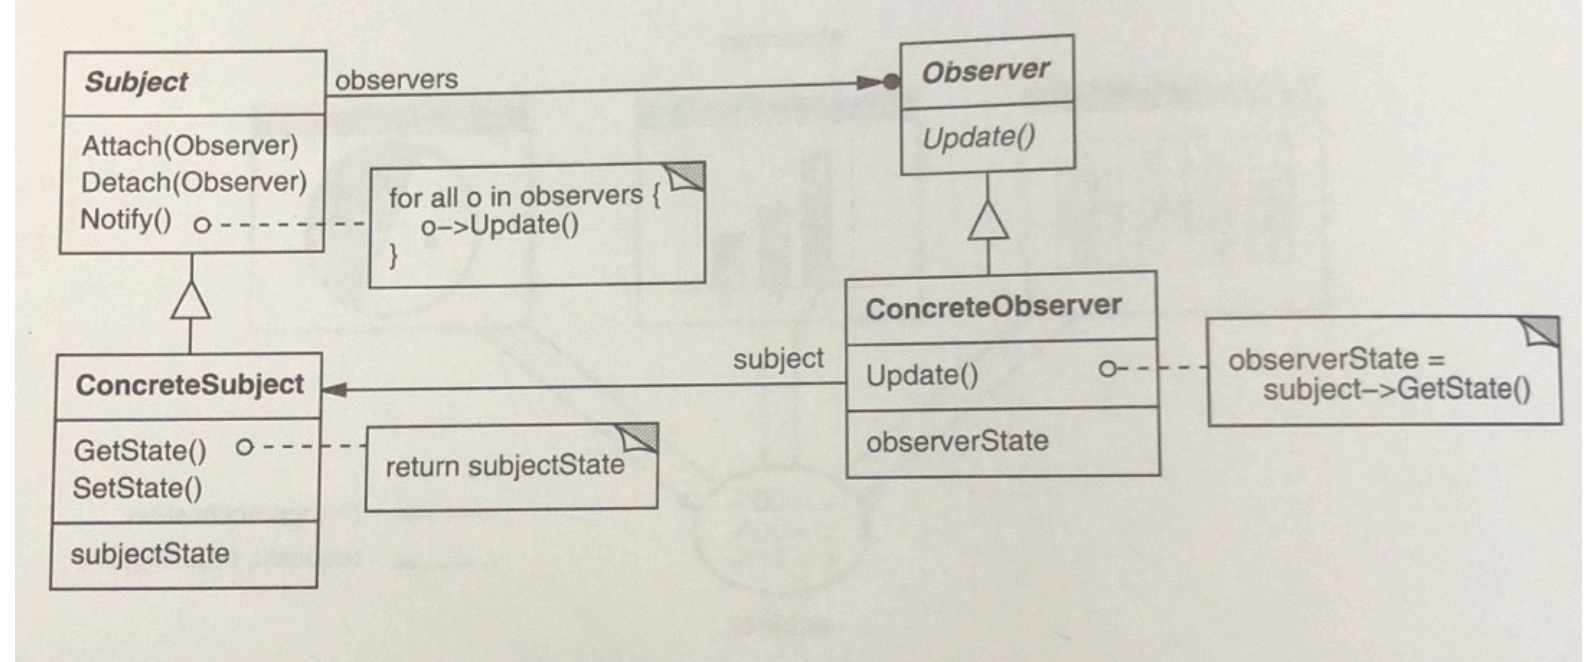 Subject
Attach(Observer)
Detach(Observer)
Notify()
observers
for all o in observers {
o–>Update()
}
Observer
Update()
ConcreteSubject
GetState()
SetState()
subjectState
return subjectState
subject
ConcreteObserver
Update()
observerState
observerState =
subject–>GetState()